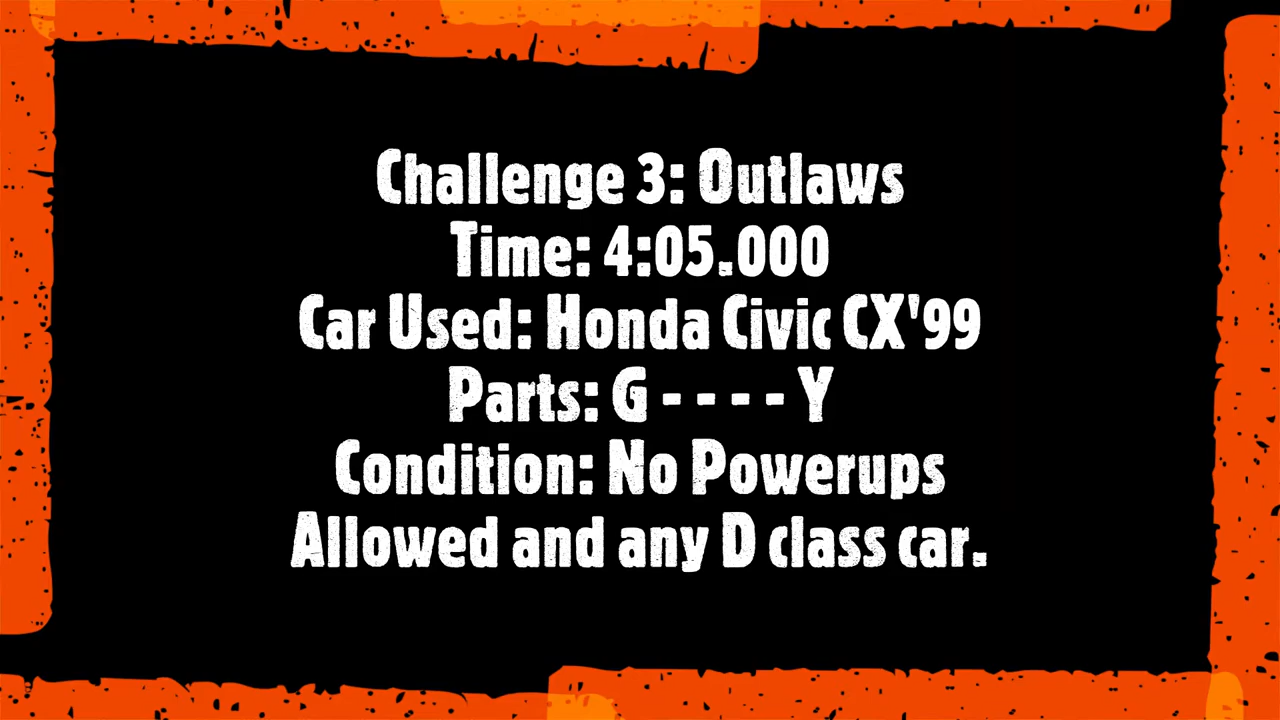 Challenge 3: Outlaws
Time: 4:05.000
Car Used: Honda Civic CX'99
Parts: G - - - - Y
Condition: No Powerups
Allowed and any D class car.